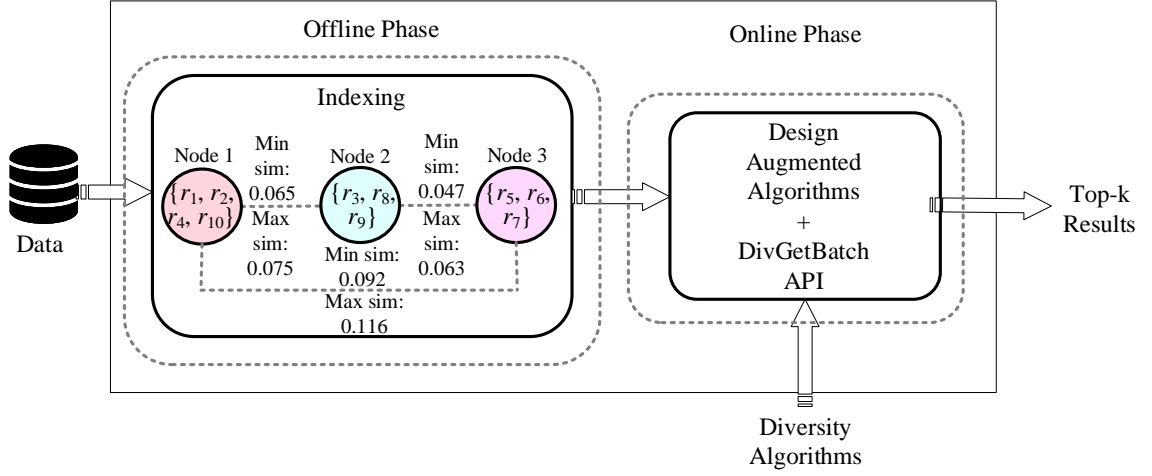 Offline Phase
Online Phase
Indexing
Data
Node 1
{r1, r2,
r4, r10}
Min
sim:
0.065
Max
sim:
0.075
Node 2
{r3, r8,
r9}
Min
sim:
0.047
Max
sim:
0.063
Node 3
{r5, r6,
r7}
Min sim:
0.092
Max sim:
0.116
Design
Augmented
Algorithms
+
DivGetBatch
API
Top-k
Results
Diversity
Algorithms